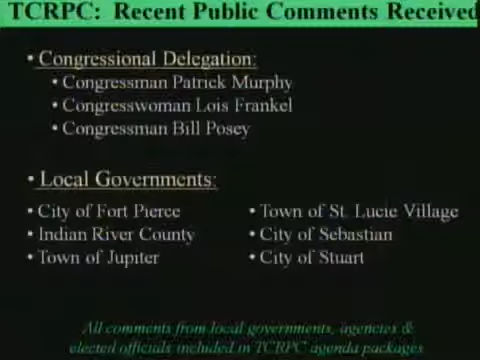 TCRPC: Recent Public Comments Received
• Congressional Delegation:
• Congressman Patrick Murphy
• Congresswoman Lois Frankel
• Congressman Bill Posey
• Local Governments:
• City of Fort Pierce
• Indian River County
• Town of Jupiter
• Town of St. Lucie Village
• City of Sebastian
• City of Stuart
All comments from local governments, agencies &
elected officials included in TCRPC agenda packages